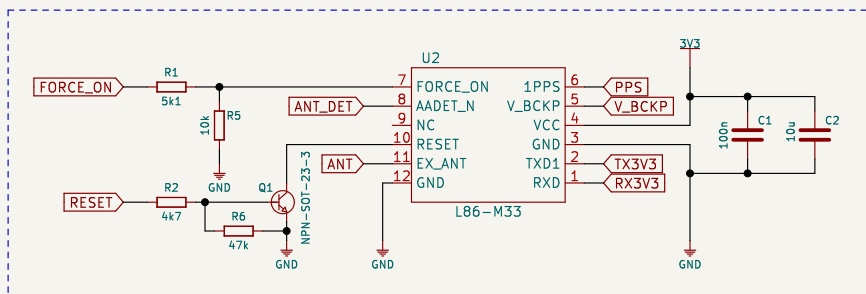 U2
3V3
FORCE_ON
R1
5k1
7
FORCE_ON
1PPS
6
PPS
ANT_DET
8
AADET_N
V_BCKP
5
V_BCKP
R5
10k
9
NC
VCC
4
100n
C1
10u
C2
10
RESET
GND
3
ANT
11
EX_ANT
TXD1
2
TX3V3
GND
12
GND
RXD
1
RX3V3
RESET
R2
4k7
Q1
NPN-SOT-23-3
L86-M33
R6
47k
GND
GND
GND